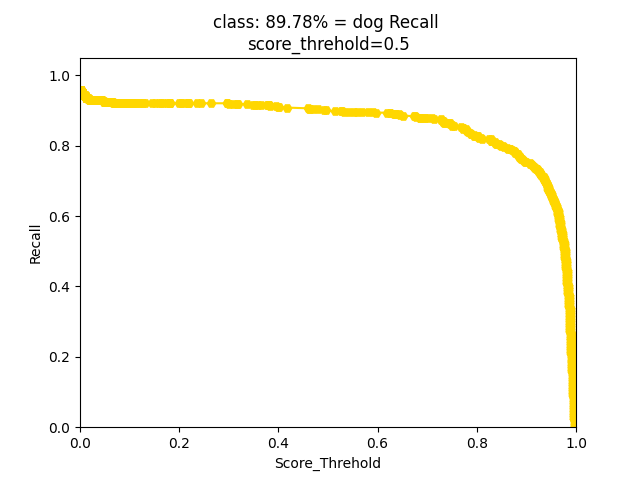 class: 89.78% = dog Recall
score_threhold=0.5
1.0
0.8
0.6
0.4
0.2
0.0
Recall
0.0 0.2 0.4 0.6 0.8 1.0
Score_Threhold